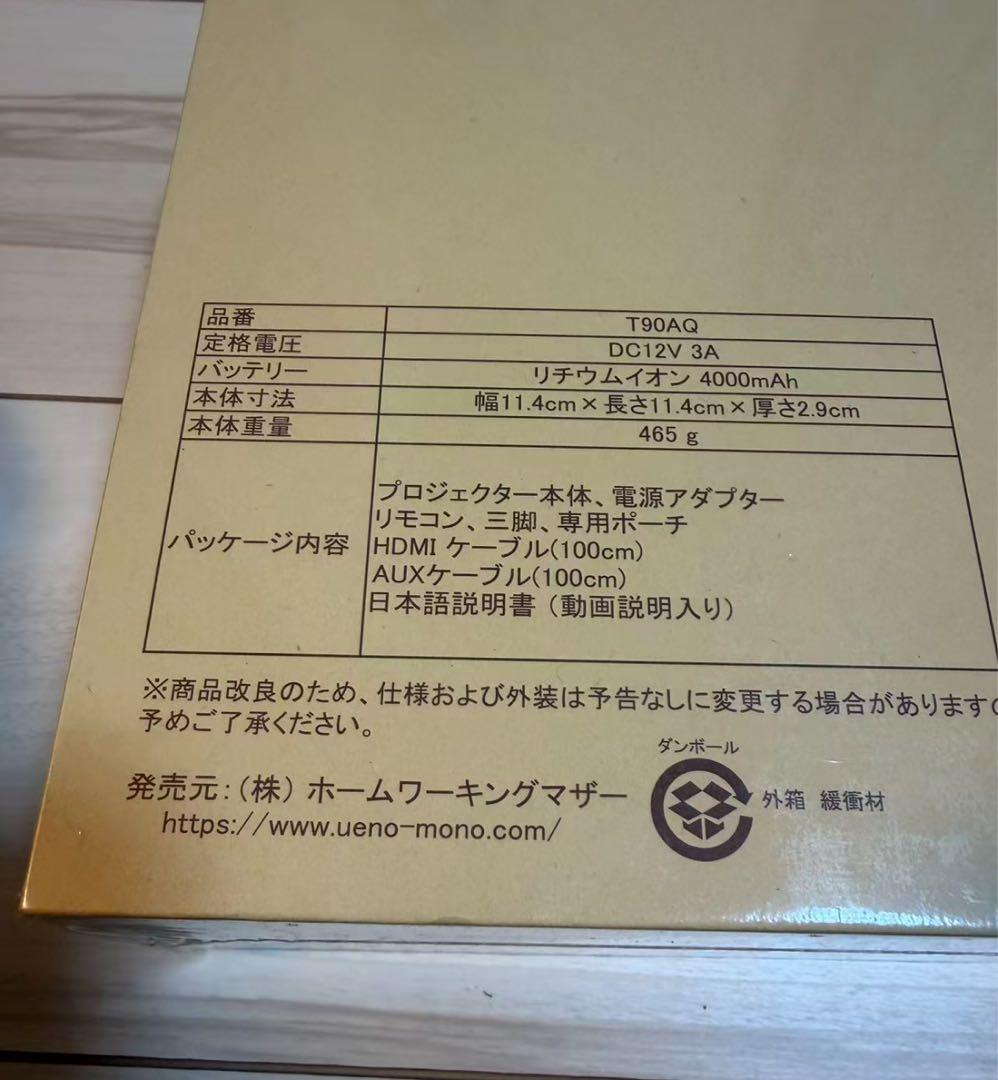 品番 T90AQ
定格電圧 DC12V 3A
バッテリー リチウムイオン 4000mAh
本体寸法 幅11.4cm×長さ11.4cm×厚さ2.9cm
本体重量 465 g
パッケージ内容
プロジェクター本体、電源アダプター
リモコン、三脚、専用ポーチ
HDMI ケーブル(100cm)
AUXケーブル(100cm)
日本語説明書（動画説明入り）
※商品改良のため、仕様および外装は予告なしに変更する場合があります
予めご了承ください。
発売元：（株）ホームワーキングマザー
https://www.ueno-mono.com/
ダンボール
外箱 緩衝材